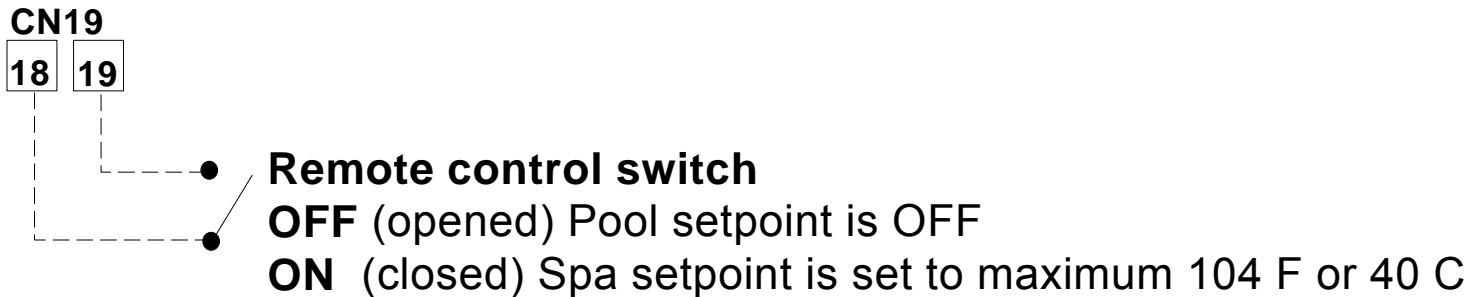 CN19
18 19
Remote control switch
OFF (opened) Pool setpoint is OFF
ON (closed) Spa setpoint is set to maximum 104 F or 40 C